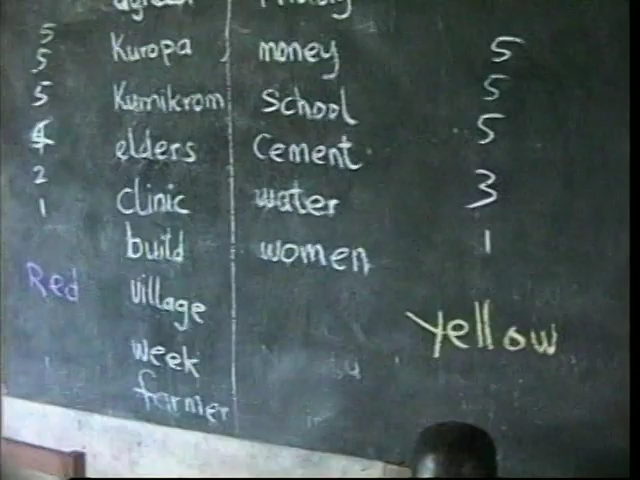 5 Kuropa money 5
5
5 Kumikrom School 5
4 elders Cement 5
2
1 clinic water 3
build women 1
Red village
yellow
week
farmer